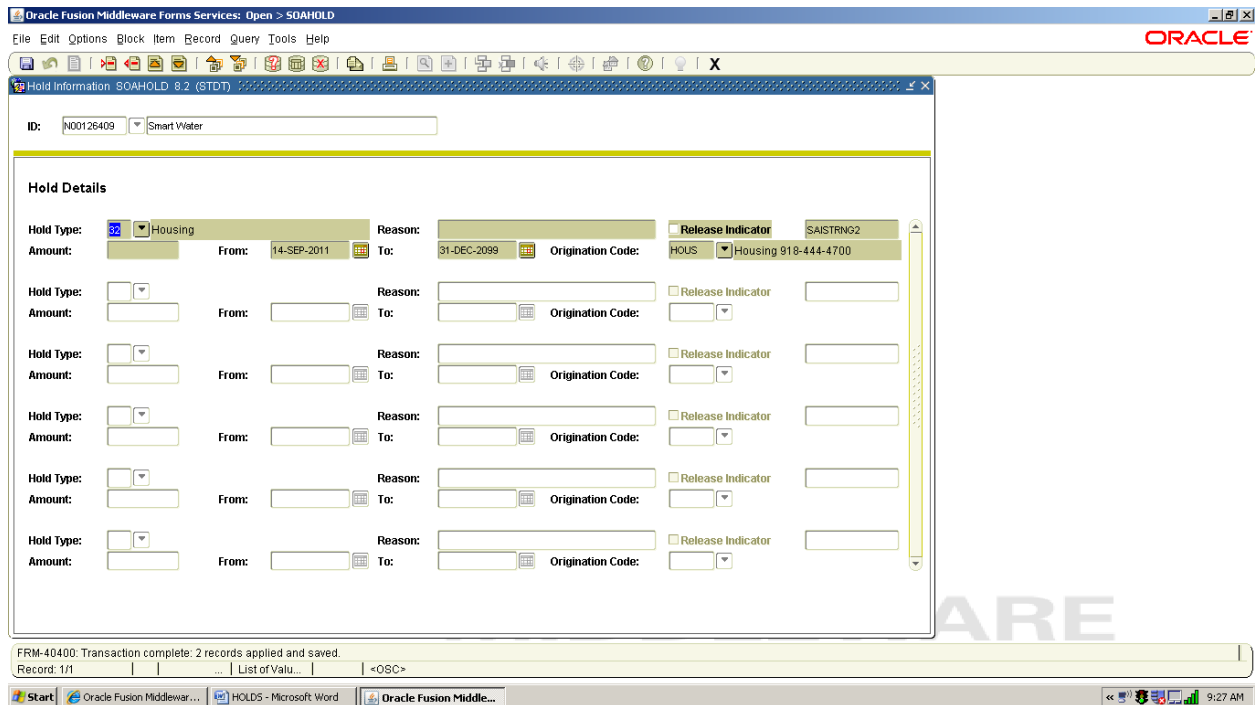 Oracle Fusion Middleware Forms Services: Open > SOAHOLD
File Edit Options Block Item Record Query Tools Help
ORACLE
X
Hold Information SOAHOLD 8.2 (STDT)
ID: N00126409 Smart Water
Hold Details
Hold Type: 32 Housing Reason: Release Indicator SAISTRNG2
Amount: From: 14-SEP-2011 To: 31-DEC-2099 Origination Code: HOUS Housing 918-444-4700
Hold Type: Reason: Release Indicator
Amount: From: To: Origination Code:
Hold Type: Reason: Release Indicator
Amount: From: To: Origination Code:
Hold Type: Reason: Release Indicator
Amount: From: To: Origination Code:
Hold Type: Reason: Release Indicator
Amount: From: To: Origination Code:
Hold Type: Reason: Release Indicator
Amount: From: To: Origination Code:
FRM-40400: Transaction complete: 2 records applied and saved.
Record: 1/1 ... List of Valu... <OSC>
Start Oracle Fusion Middlewar... HOLDS - Microsoft Word Oracle Fusion Middle... « 9:27 AM